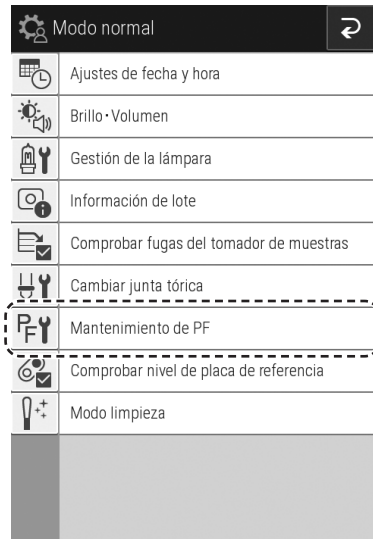 Modo normal
Ajustes de fecha y hora
Brillo·Volumen
Gestión de la lámpara
Información de lote
Comprobar fugas del tomador de muestras
Cambiar junta tórica
PF Mantenimiento de PF
Comprobar nivel de placa de referencia
Modo limpieza